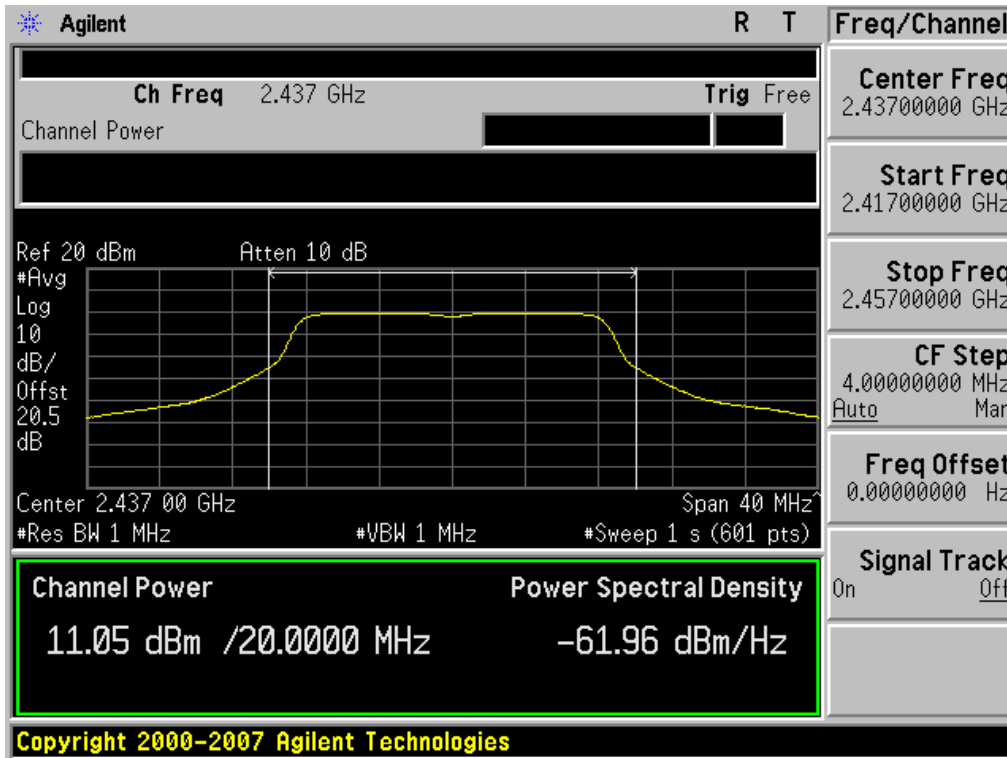 Agilent R T
Freq/Channel
Ch Freq 2.437 GHz Trig Free
Channel Power
Ref 20 dBm Atten 10 dB
#Avg
Log
10
dB/
Offst
20.5
dB
Center 2.437 00 GHz Span 40 MHz^
#Res BW 1 MHz #VBW 1 MHz #Sweep 1 s (601 pts)
Channel Power Power Spectral Density
11.05 dBm /20.0000 MHz -61.96 dBm/Hz
Center Freq
2.43700000 GHz
Start Freq
2.41700000 GHz
Stop Freq
2.45700000 GHz
CF Step
4.00000000 MHz
Auto Man
Freq Offset
0.00000000 Hz
Signal Track
On Off
Copyright 2000-2007 Agilent Technologies